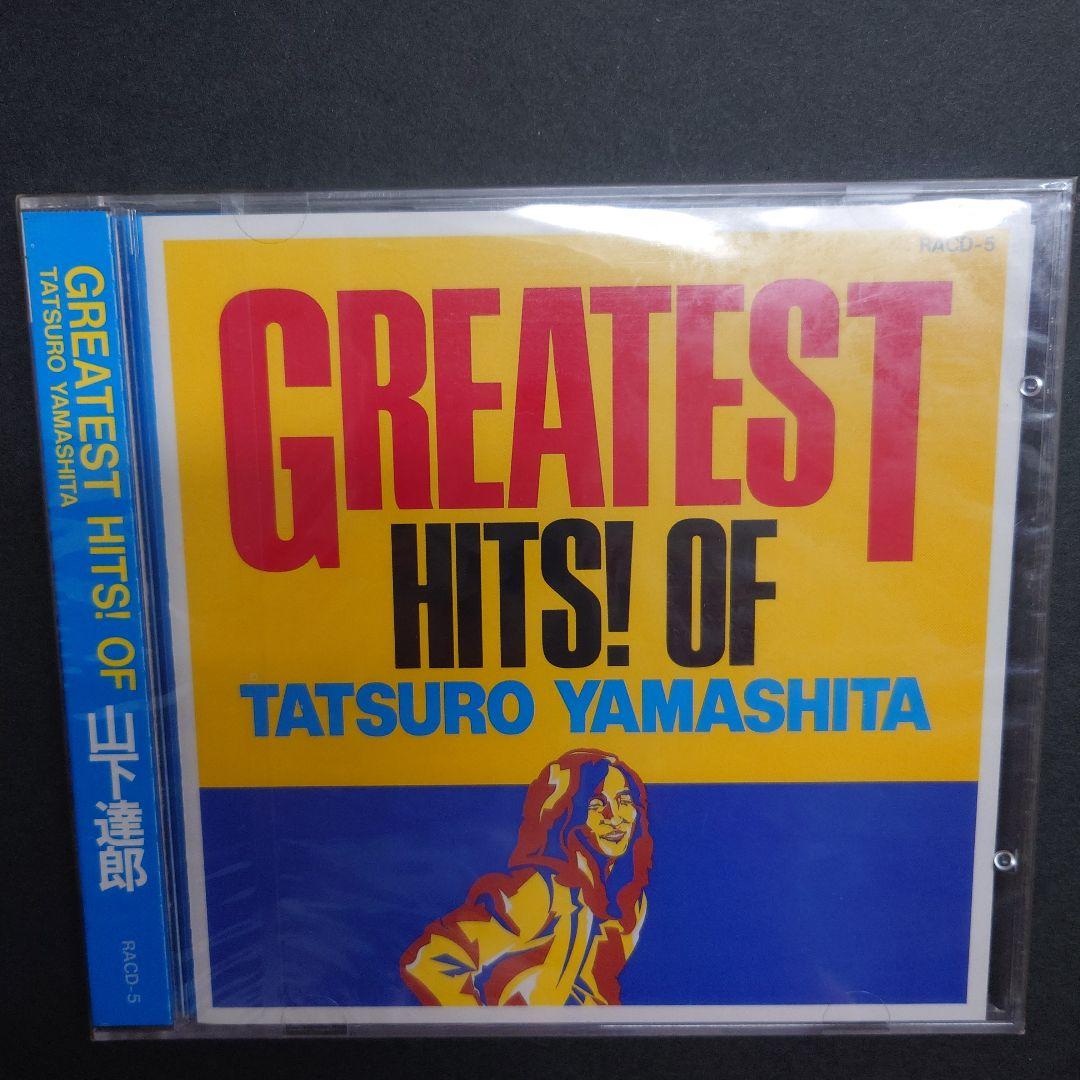 GREATEST HITS! OF 山下達郎
TATSURO YAMASHITA
RACD-5
RACD-5
GREATEST
HITS! OF
TATSURO YAMASHITA